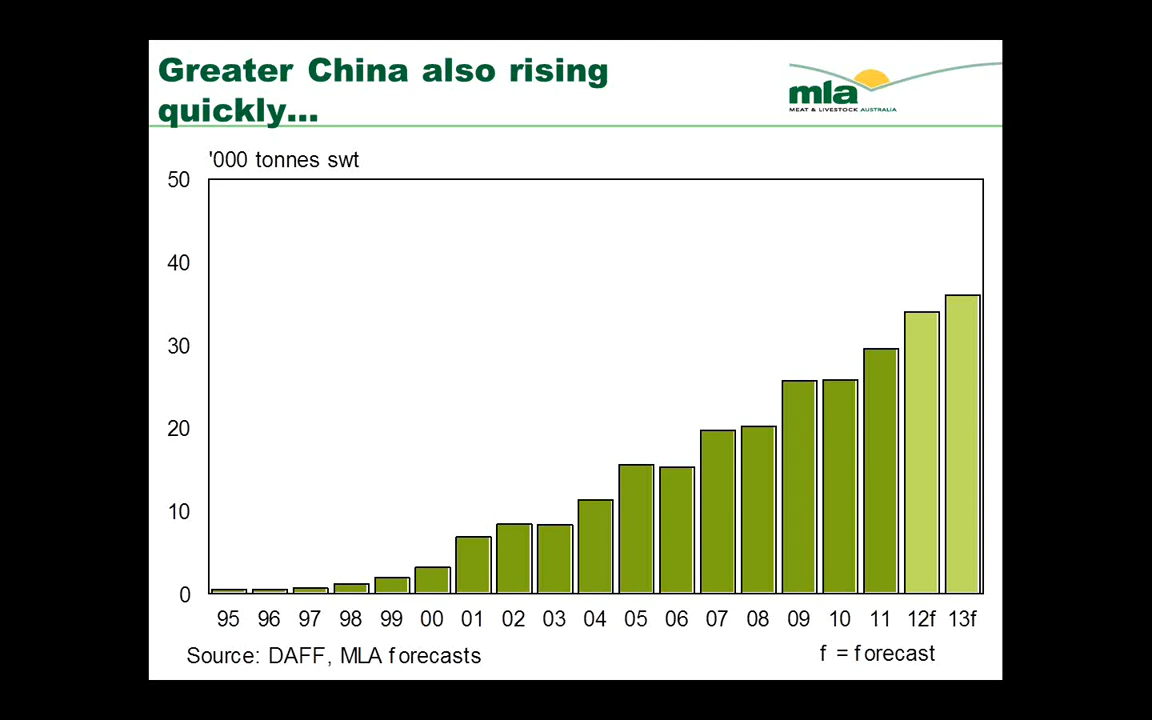 Greater China also rising
quickly...
mla
MEAT & LIVESTOCK AUSTRALIA
'000 tonnes swt
50
40
30
20
10
0
95 96 97 98 99 00 01 02 03 04 05 06 07 08 09 10 11 12f 13f
Source: DAFF, MLA forecasts
f = forecast